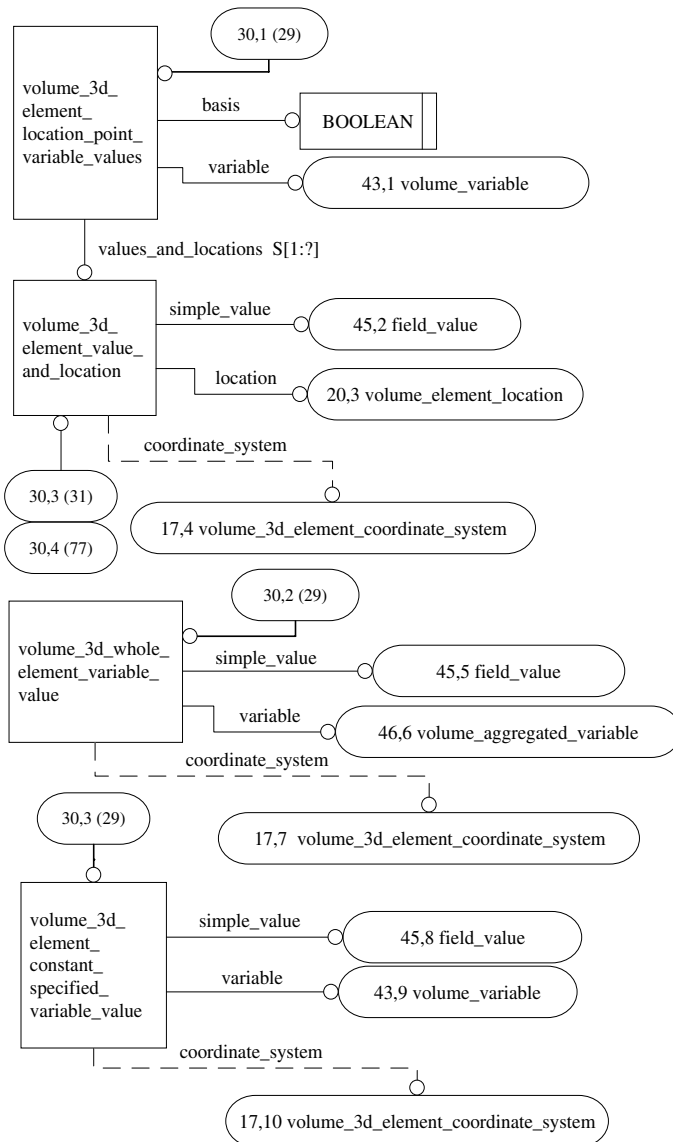 30,1 (29)
volume_3d_
element_
location_point_
variable_values
basis
BOOLEAN
variable
43,1 volume_variable
values_and_locations S[1:?]
volume_3d_
element_value_
and_location
simple_value
45,2 field_value
location
20,3 volume_element_location
coordinate_system
30,3 (31)
30,4 (77)
17,4 volume_3d_element_coordinate_system
30,2 (29)
volume_3d_whole_
element_variable_
value
simple_value
45,5 field_value
variable
46,6 volume_aggregated_variable
coordinate_system
30,3 (29)
17,7 volume_3d_element_coordinate_system
volume_3d_
element_
constant_
specified_
variable_value
simple_value
45,8 field_value
variable
43,9 volume_variable
coordinate_system
17,10 volume_3d_element_coordinate_system